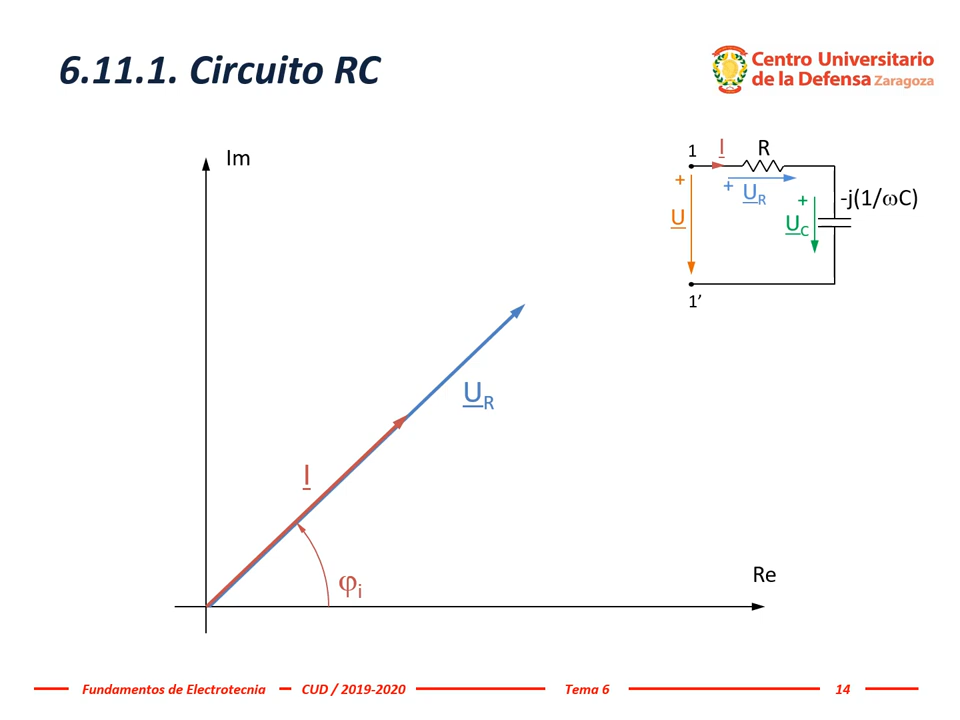 6.11.1. Circuito RC
Centro Universitario
de la Defensa Zaragoza
Im
1
I
R
+
+
U_R
U
+
U_C
-j(1/ωC)
1’
U_R
I
φ_i
Re
Fundamentos de Electrotecnia
CUD / 2019-2020
Tema 6
14